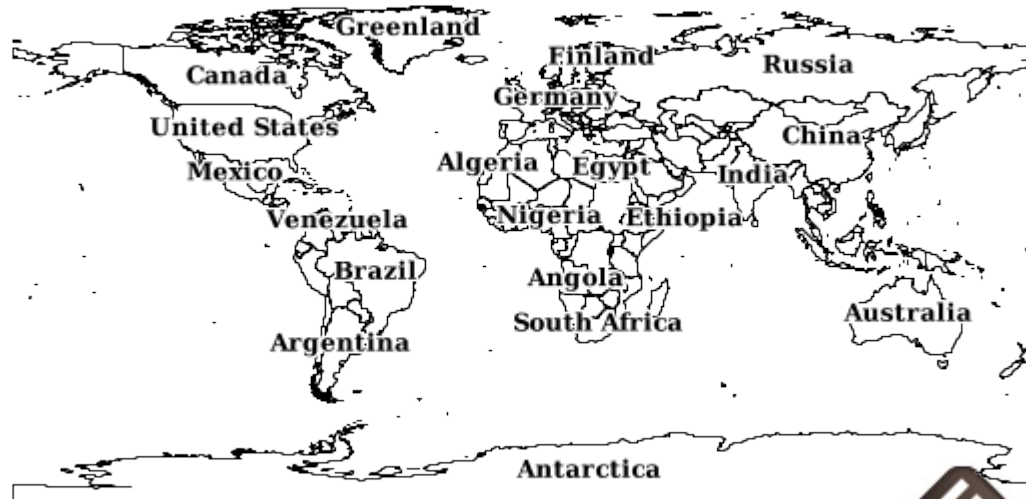 Greenland
Finland
Russia
Canada
Germany
United States
China
Algeria
Egypt
Mexico
India
Venezuela
Nigeria
Ethiopia
Brazil
Angola
Australia
South Africa
Argentina
Antarctica